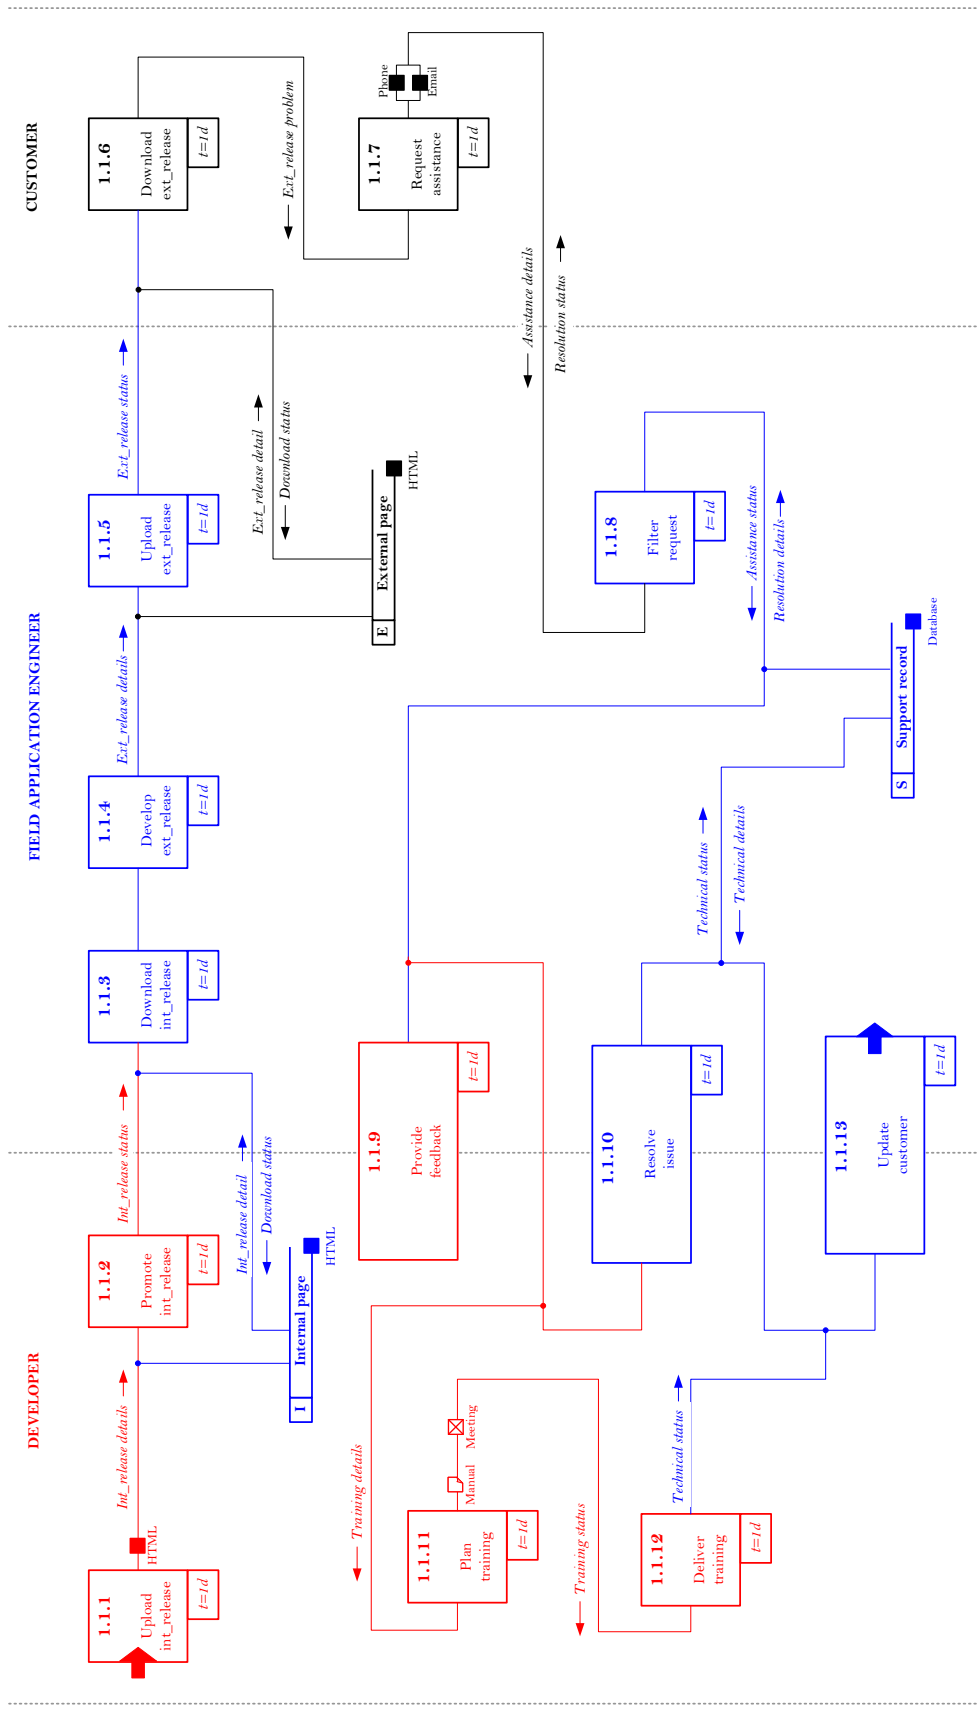 DEVELOPER
FIELD APPLICATION ENGINEER
CUSTOMER
1.1.1
Upload
int_release
t=1d
HTML
Int_release details
1.1.2
Promote
int_release
t=1d
Int_release status
1.1.3
Download
int_release
t=1d
1.1.4
Develop
ext_release
t=1d
Ext_release details
1.1.5
Upload
ext_release
t=1d
Ext_release status
1.1.6
Download
ext_release
t=1d
Int_release detail
Download status
I
Internal page
HTML
Ext_release detail
Download status
E
External page
HTML
Ext_release problem
1.1.7
Request
assistance
t=1d
Phone
Email
Assistance details
Resolution status
1.1.8
Filter
request
t=1d
Assistance status
Resolution details
S
Support record
Database
Technical status
Technical details
1.1.9
Provide
feedback
t=1d
1.1.10
Resolve
issue
t=1d
Training details
1.1.11
Plan
training
t=1d
Manual
Meeting
Training status
1.1.12
Deliver
training
t=1d
Technical status
1.1.13
Update
customer
t=1d